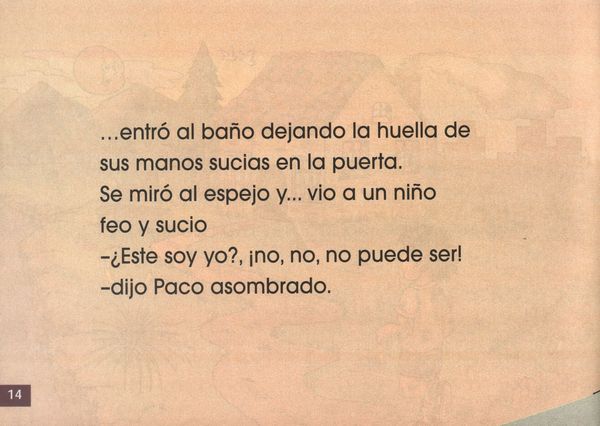 ...entró al baño dejando la huella de
sus manos sucias en la puerta.
Se miró al espejo y... vio a un niño
feo y sucio
–¿Este soy yo?, ¡no, no, no puede ser!
–dijo Paco asombrado.
14